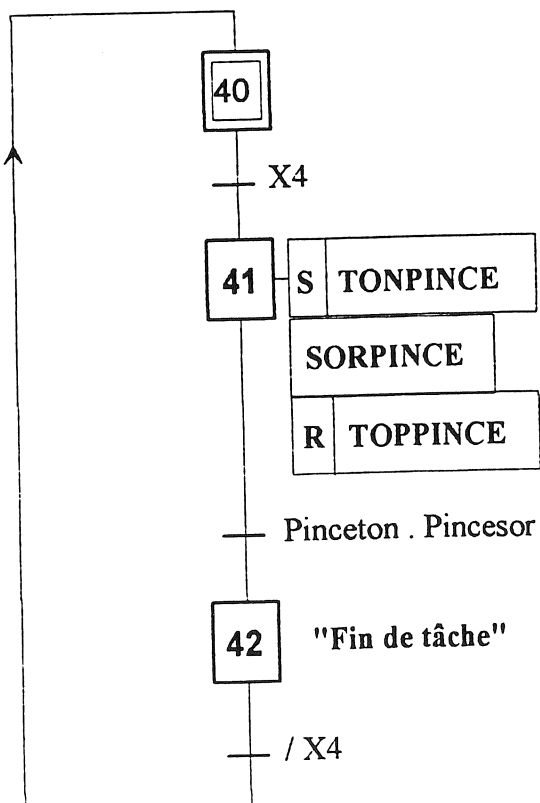 40
X4
41 S TONPINCE
SORPINCE
R TOPPINCE
Pinceton . Pincesor
42 "Fin de tâche"
/ X4